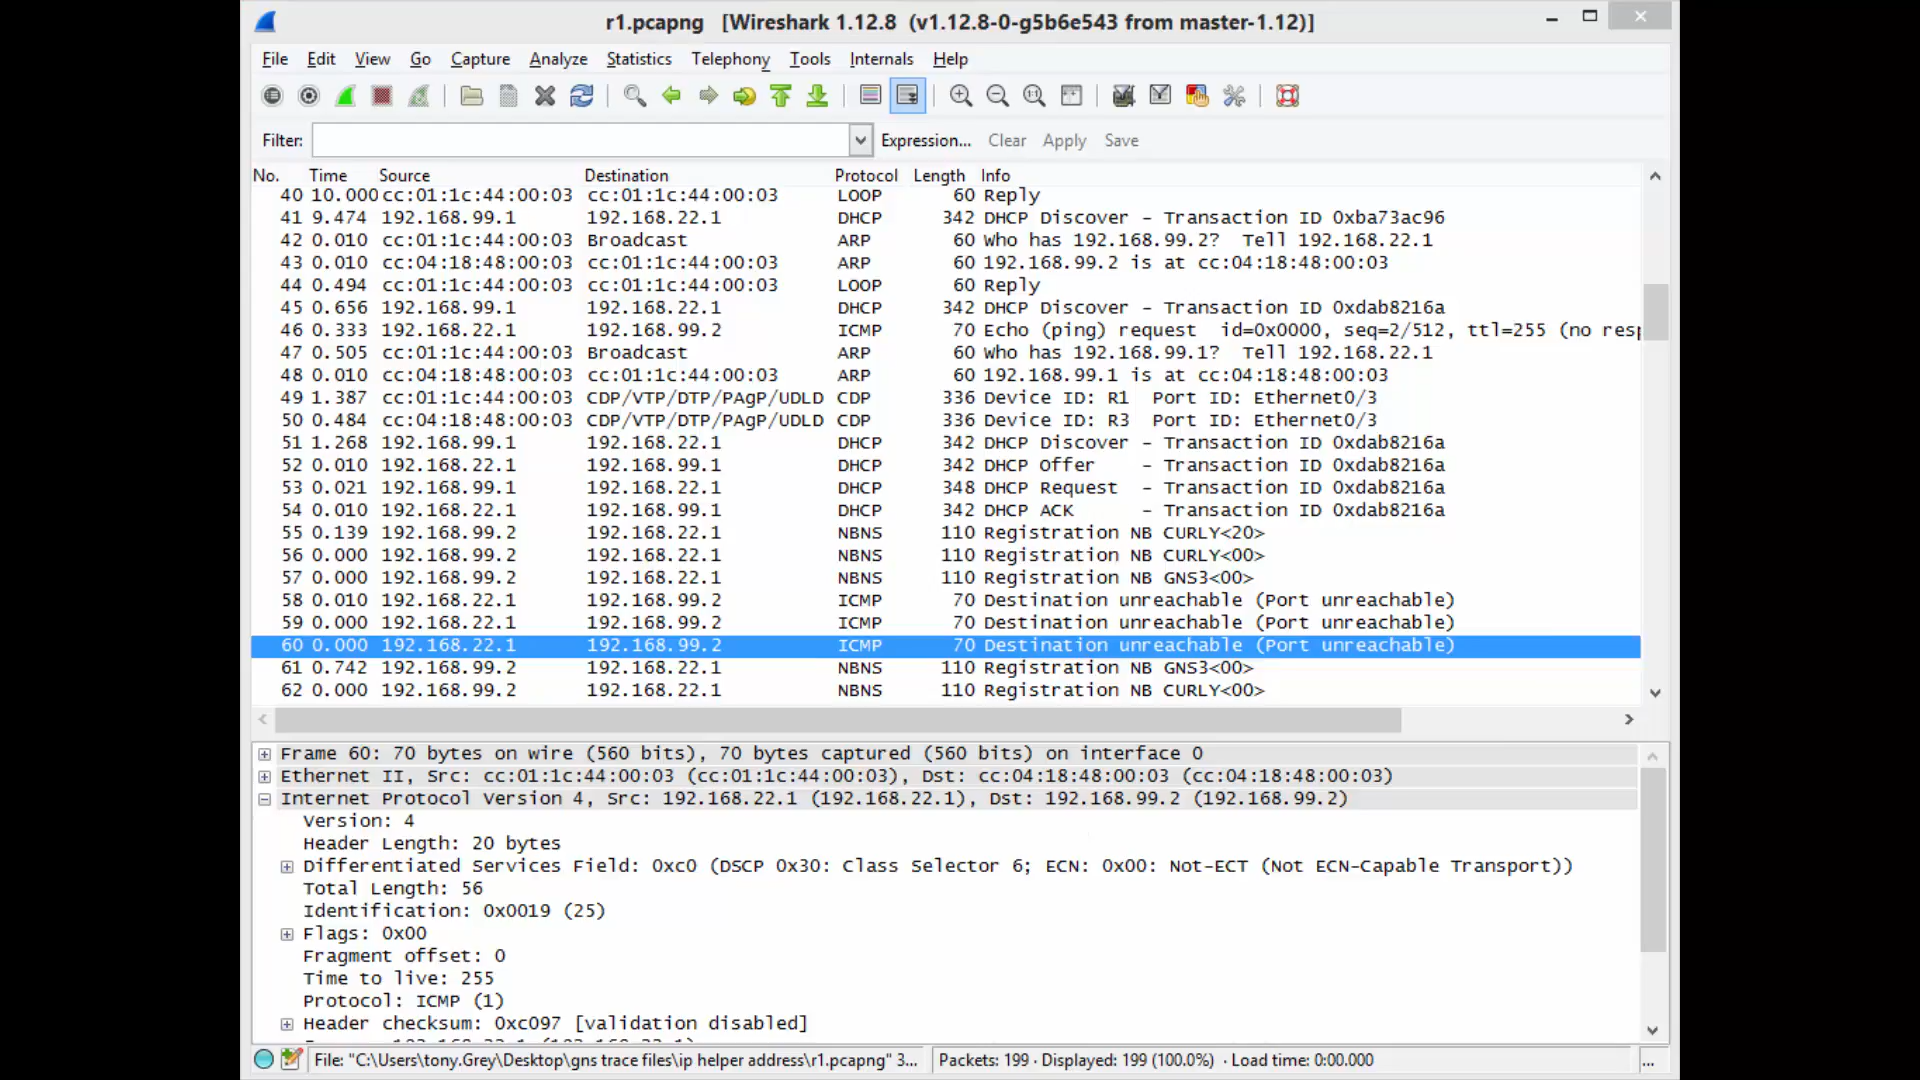 r1.pcapng [Wireshark 1.12.8 (v1.12.8-0-g5b6e543 from master-1.12)]
File Edit View Go Capture Analyze Statistics Telephony Tools Internals Help
Filter: Expression... Clear Apply Save
No. Time Source Destination Protocol Length Info
40 10.000 cc:01:1c:44:00:03 cc:01:1c:44:00:03 LOOP 60 Reply
41 9.474 192.168.99.1 192.168.22.1 DHCP 342 DHCP Discover - Transaction ID 0xba73ac96
42 0.010 cc:01:1c:44:00:03 Broadcast ARP 60 Who has 192.168.99.2? Tell 192.168.22.1
43 0.010 cc:04:18:48:00:03 cc:01:1c:44:00:03 ARP 60 192.168.99.2 is at cc:04:18:48:00:03
44 0.494 cc:01:1c:44:00:03 cc:01:1c:44:00:03 LOOP 60 Reply
45 0.656 192.168.99.1 192.168.22.1 DHCP 342 DHCP Discover - Transaction ID 0xdab8216a
46 0.333 192.168.22.1 192.168.99.2 ICMP 70 Echo (ping) request id=0x0000, seq=2/512, ttl=255 (no resp
47 0.505 cc:01:1c:44:00:03 Broadcast ARP 60 Who has 192.168.99.1? Tell 192.168.22.1
48 0.010 cc:04:18:48:00:03 cc:01:1c:44:00:03 ARP 60 192.168.99.1 is at cc:04:18:48:00:03
49 1.387 cc:01:1c:44:00:03 CDP/VTP/DTP/PAgP/UDLD CDP 336 Device ID: R1 Port ID: Ethernet0/3
50 0.484 cc:04:18:48:00:03 CDP/VTP/DTP/PAgP/UDLD CDP 336 Device ID: R3 Port ID: Ethernet0/3
51 1.268 192.168.99.1 192.168.22.1 DHCP 342 DHCP Discover - Transaction ID 0xdab8216a
52 0.010 192.168.22.1 192.168.99.1 DHCP 342 DHCP Offer - Transaction ID 0xdab8216a
53 0.021 192.168.99.1 192.168.22.1 DHCP 348 DHCP Request - Transaction ID 0xdab8216a
54 0.010 192.168.22.1 192.168.99.1 DHCP 342 DHCP ACK - Transaction ID 0xdab8216a
55 0.139 192.168.99.2 192.168.22.1 NBNS 110 Registration NB CURLY<20>
56 0.000 192.168.99.2 192.168.22.1 NBNS 110 Registration NB CURLY<00>
57 0.000 192.168.99.2 192.168.22.1 NBNS 110 Registration NB GNS3<00>
58 0.010 192.168.22.1 192.168.99.2 ICMP 70 Destination unreachable (Port unreachable)
59 0.000 192.168.22.1 192.168.99.2 ICMP 70 Destination unreachable (Port unreachable)
60 0.000 192.168.22.1 192.168.99.2 ICMP 70 Destination unreachable (Port unreachable)
61 0.742 192.168.99.2 192.168.22.1 NBNS 110 Registration NB GNS3<00>
62 0.000 192.168.99.2 192.168.22.1 NBNS 110 Registration NB CURLY<00>
Frame 60: 70 bytes on wire (560 bits), 70 bytes captured (560 bits) on interface 0
Ethernet II, Src: cc:01:1c:44:00:03 (cc:01:1c:44:00:03), Dst: cc:04:18:48:00:03 (cc:04:18:48:00:03)
Internet Protocol Version 4, Src: 192.168.22.1 (192.168.22.1), Dst: 192.168.99.2 (192.168.99.2)
Version: 4
Header Length: 20 bytes
Differentiated Services Field: 0xc0 (DSCP 0x30: Class Selector 6; ECN: 0x00: Not-ECT (Not ECN-Capable Transport))
Total Length: 56
Identification: 0x0019 (25)
Flags: 0x00
Fragment offset: 0
Time to live: 255
Protocol: ICMP (1)
Header checksum: 0xc097 [validation disabled]
File: "C:\Users\tony.Grey\Desktop\gns trace files\ip helper address\r1.pcapng" 3... Packets: 199 · Displayed: 199 (100.0%) · Load time: 0:00.000 ...